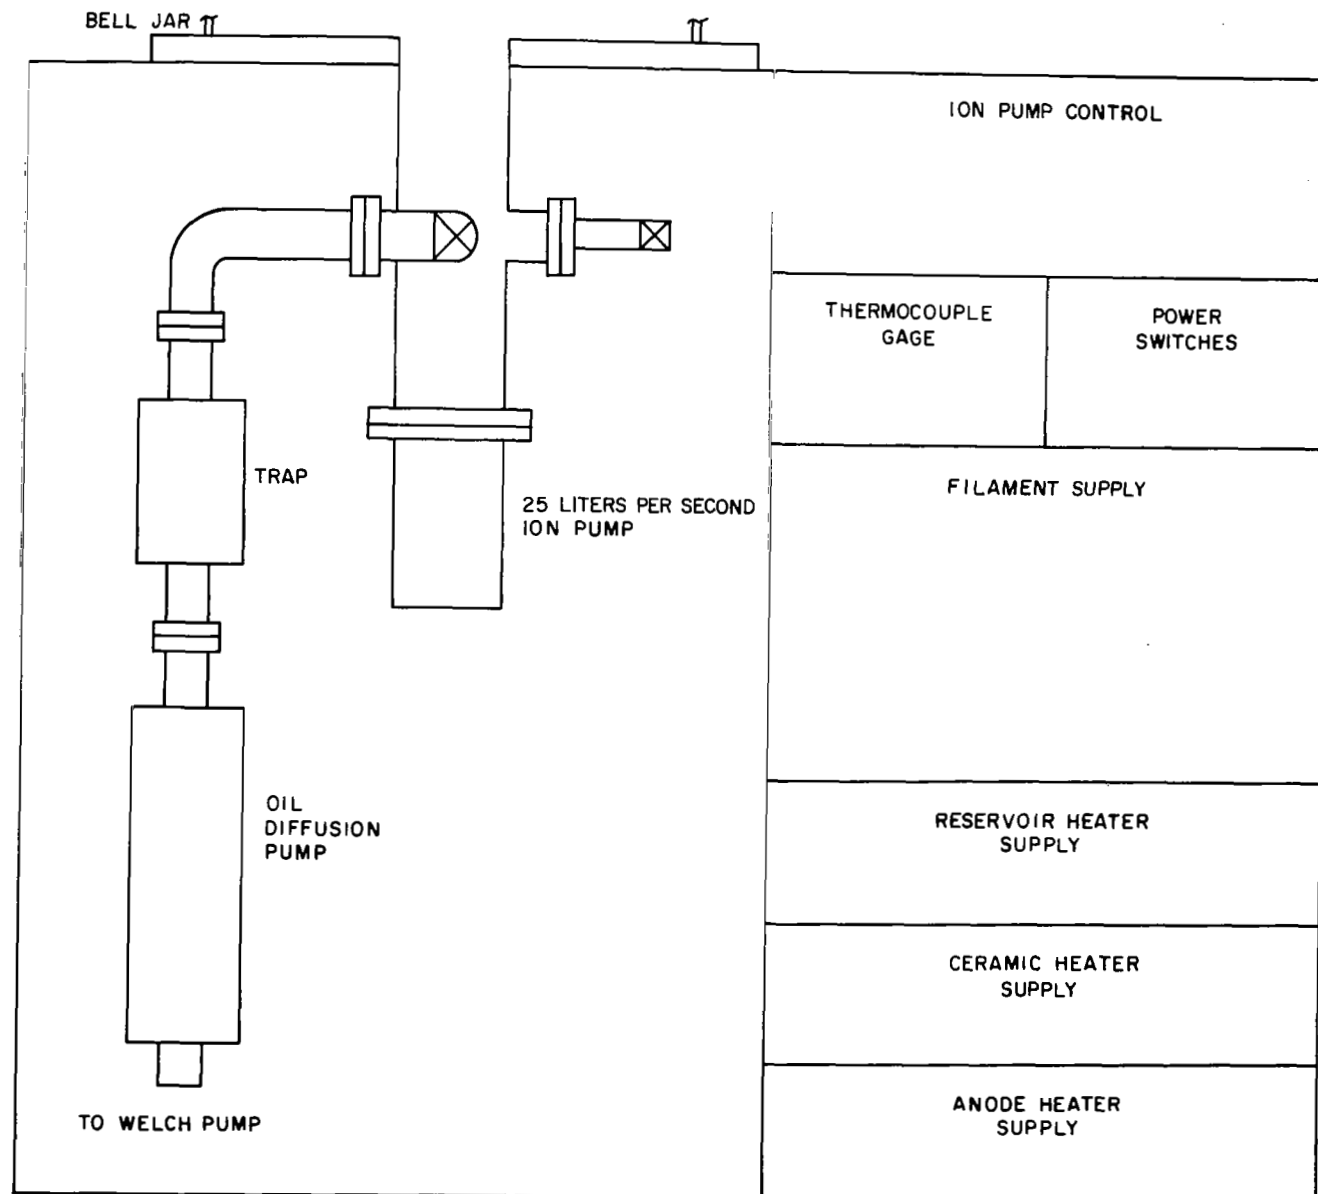 BELL JAR
ION PUMP CONTROL
THERMOCOUPLE
GAGE
POWER
SWITCHES
TRAP
25 LITERS PER SECOND
ION PUMP
FILAMENT SUPPLY
OIL
DIFFUSION
PUMP
RESERVOIR HEATER
SUPPLY
CERAMIC HEATER
SUPPLY
TO WELCH PUMP
ANODE HEATER
SUPPLY